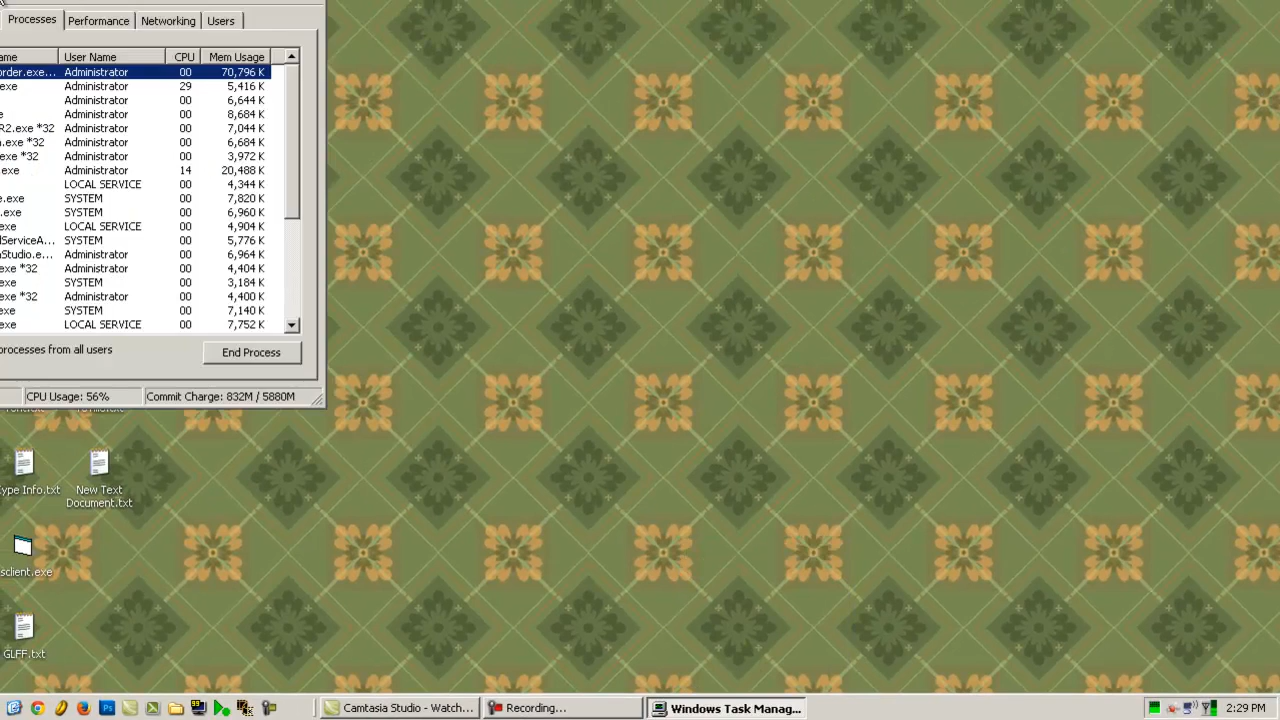 Processes Performance Networking Users
ame User Name CPU Mem Usage
order.exe... Administrator 00 70,796 K
exe Administrator 29 5,416 K
Administrator 00 6,644 K
e Administrator 00 8,684 K
R2.exe *32 Administrator 00 7,044 K
.exe *32 Administrator 00 6,684 K
exe *32 Administrator 00 3,972 K
.exe Administrator 14 20,488 K
LOCAL SERVICE 00 4,344 K
e.exe SYSTEM 00 7,820 K
.exe SYSTEM 00 6,960 K
exe LOCAL SERVICE 00 4,904 K
lServiceA... SYSTEM 00 5,776 K
nStudio.e... Administrator 00 6,964 K
exe *32 Administrator 00 4,404 K
exe SYSTEM 00 3,184 K
exe *32 Administrator 00 4,400 K
exe SYSTEM 00 7,140 K
exe LOCAL SERVICE 00 7,752 K
processes from all users End Process
CPU Usage: 56% Commit Charge: 832M / 5880M
ype Info.txt New Text
Document.txt
sclient.exe
GLFF.txt
99
Camtasia Studio - Watch... Recording... Windows Task Manag... 2:29 PM